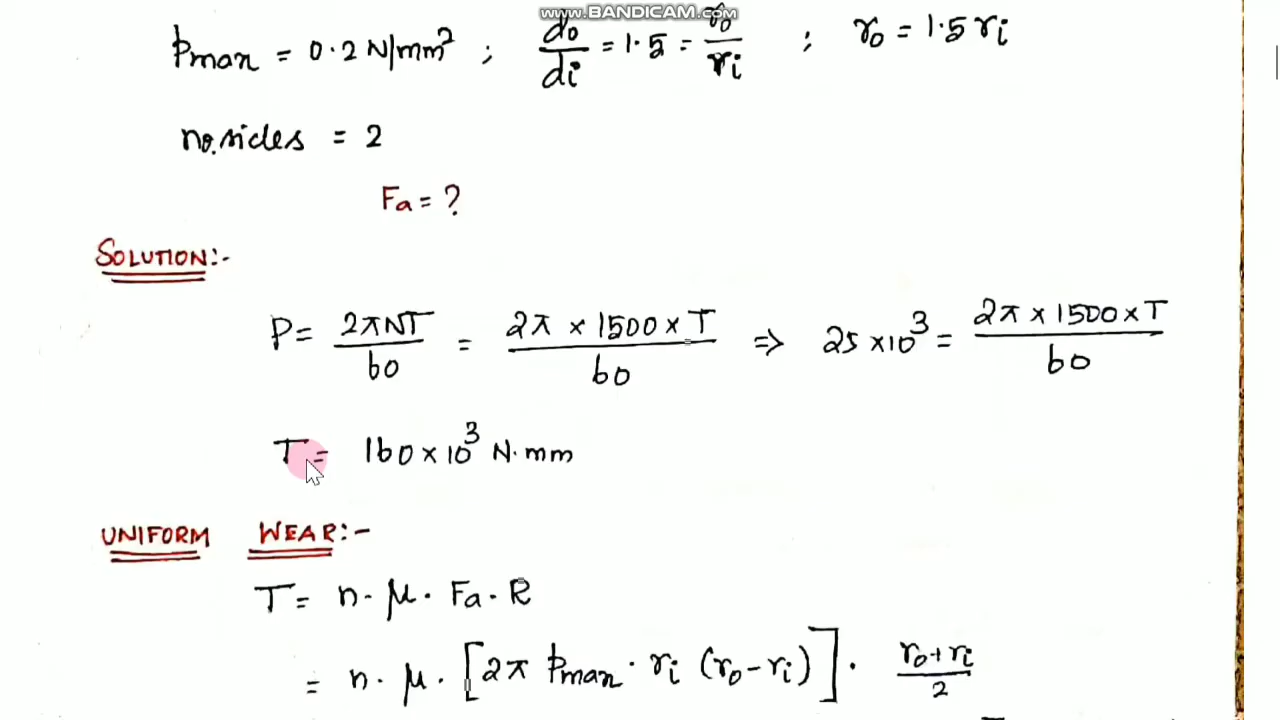 www.BANDICAM.com
Pmax = 0.2 N/mm² ; do/di = 1.5 = ro/ri ; ro = 1.5 ri
no. sides = 2
Fa = ?
SOLUTION:-
P = 2πNT/60 = 2π × 1500 × T/60 ⇒ 25 × 10³ = 2π × 1500 × T/60
T = 160 × 10³ N.mm
UNIFORM WEAR:-
T = n. μ. Fa. R
= n. μ. [2π Pmax. ri (ro - ri)]. ro + ri/2